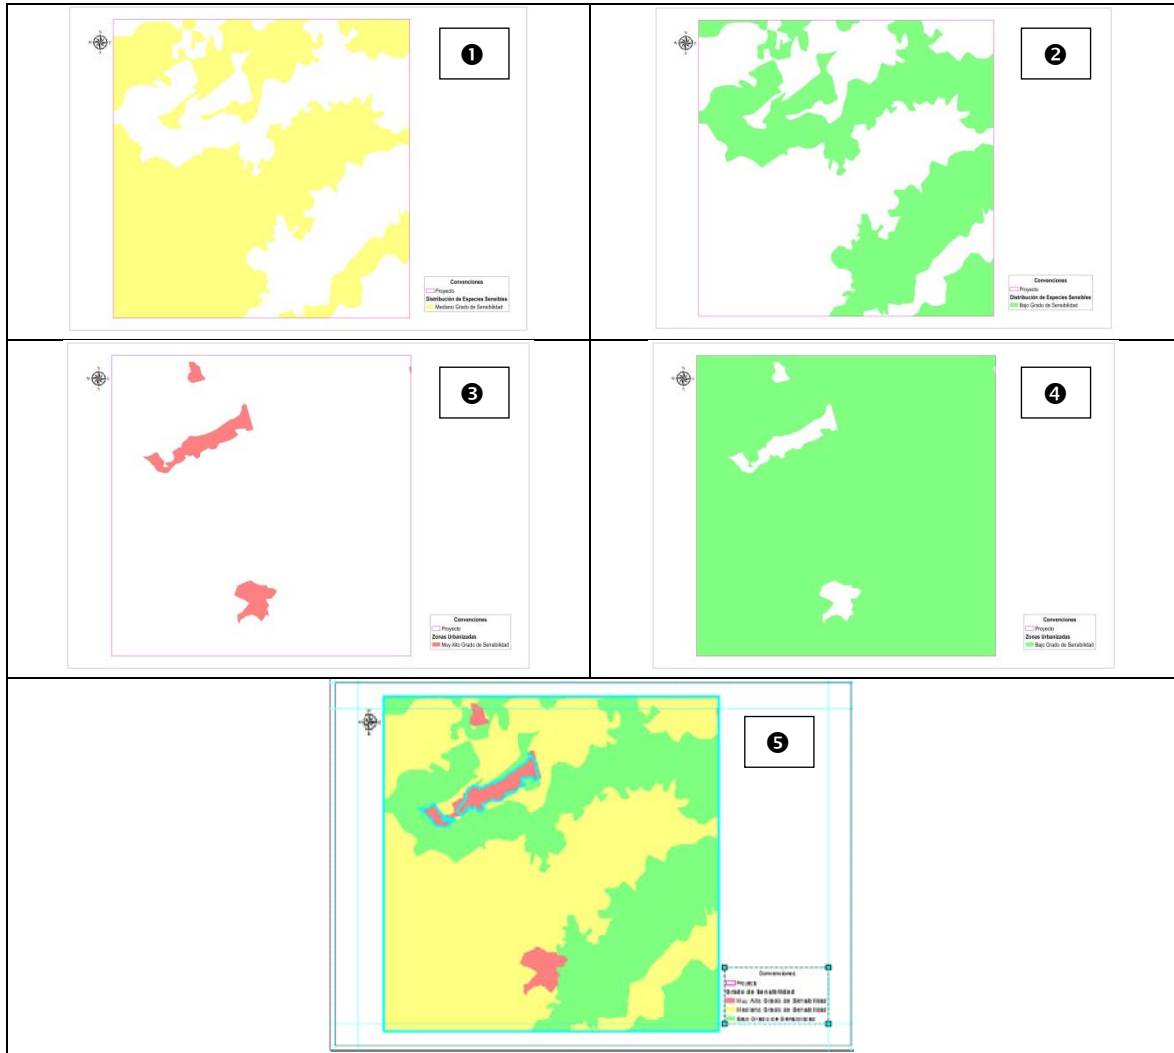 ❶
Convenciones
Proyecto
Distribución de Especies Sensibles
Mediano Grado de Sensibilidad
❷
Convenciones
Proyecto
Distribución de Especies Sensibles
Bajo Grado de Sensibilidad
❸
Convenciones
Proyecto
Zonas Urbanizadas
Muy Alto Grado de Sensibilidad
❹
Convenciones
Proyecto
Zonas Urbanizadas
Bajo Grado de Sensibilidad
❺
Convenciones
Proyecto
Grado de Sensibilidad
Muy Alto Grado de Sensibilidad
Mediano Grado de Sensibilidad
Bajo Grado de Sensibilidad